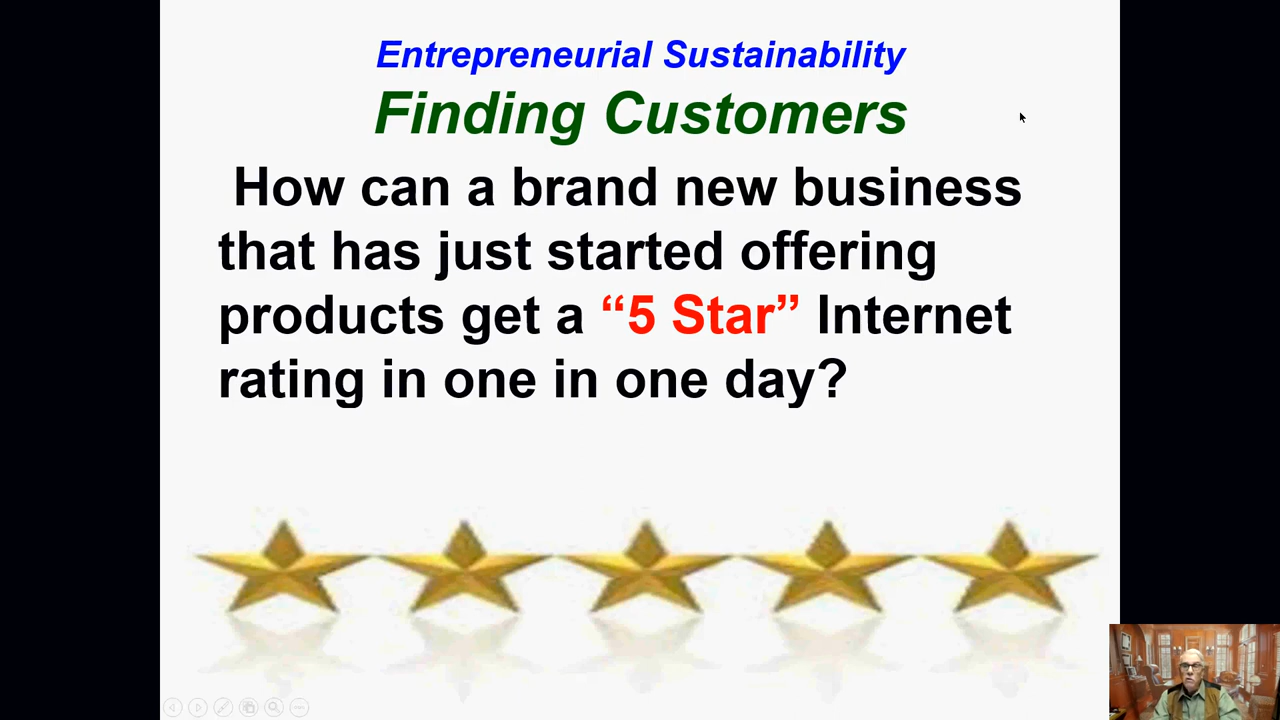 Entrepreneurial Sustainability
Finding Customers
How can a brand new business
that has just started offering
products get a “5 Star” Internet
rating in one in one day?